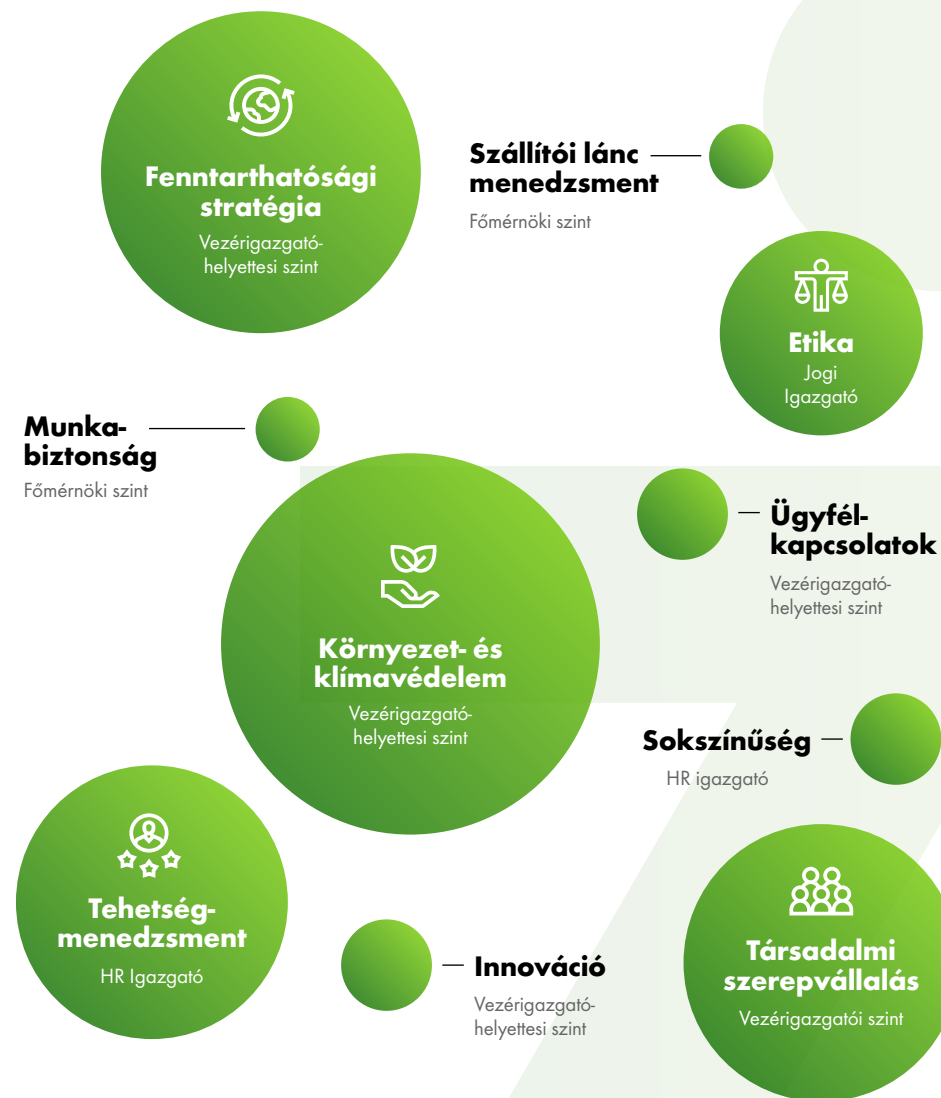 Fenntarthatósági
stratégia
Vezérigazgató-
helyettesi szint
Szállítói lánc
menedzsment
Főmérnöki szint
Etika
Jogi
Igazgató
Munka-
biztonság
Főmérnöki szint
Ügyfél-
kapcsolatok
Vezérigazgató-
helyettesi szint
Környezet- és
klímavédelem
Vezérigazgató-
helyettesi szint
Sokszínűség
HR igazgató
Tehetség-
menedzsment
HR Igazgató
Innováció
Vezérigazgató-
helyettesi szint
Társadalmi
szerepvállalás
Vezérigazgatói szint